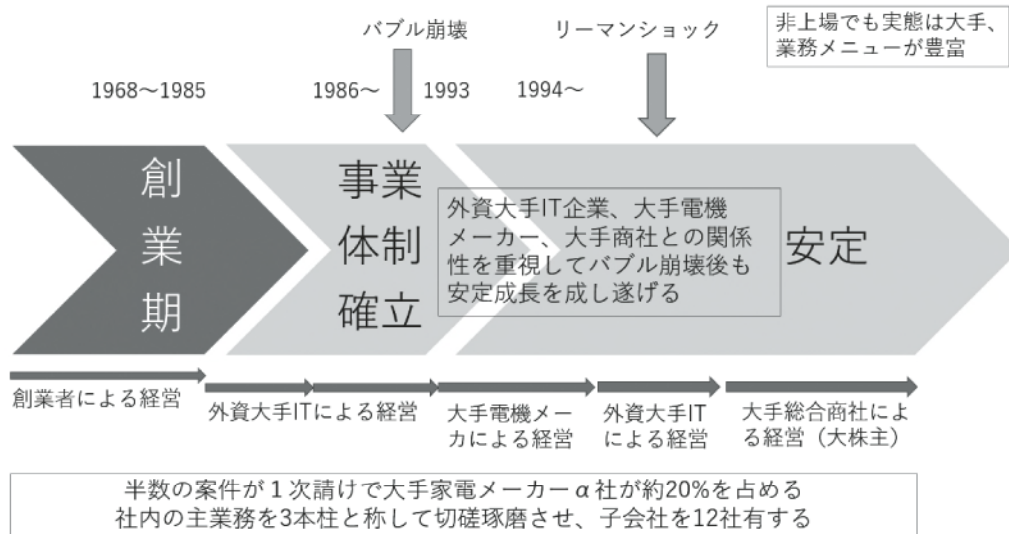 バブル崩壊
リーマンショック
非上場でも実態は大手、
業務メニューが豊富
1968～1985
1986～
1993
1994～
創
業
期
事業
体制
確立
外資大手IT企業、大手電機
メーカー、大手商社との関係
性を重視してバブル崩壊後も
安定成長を成し遂げる
安定
創業者による経営
外資大手ITによる経営
大手電機メー
カによる経営
外資大手IT
による経営
大手総合商社によ
る経営（大株主）
半数の案件が１次請けで大手家電メーカーα社が約20%を占める
社内の主業務を3本柱と称して切磋琢磨させ、子会社を12社有する